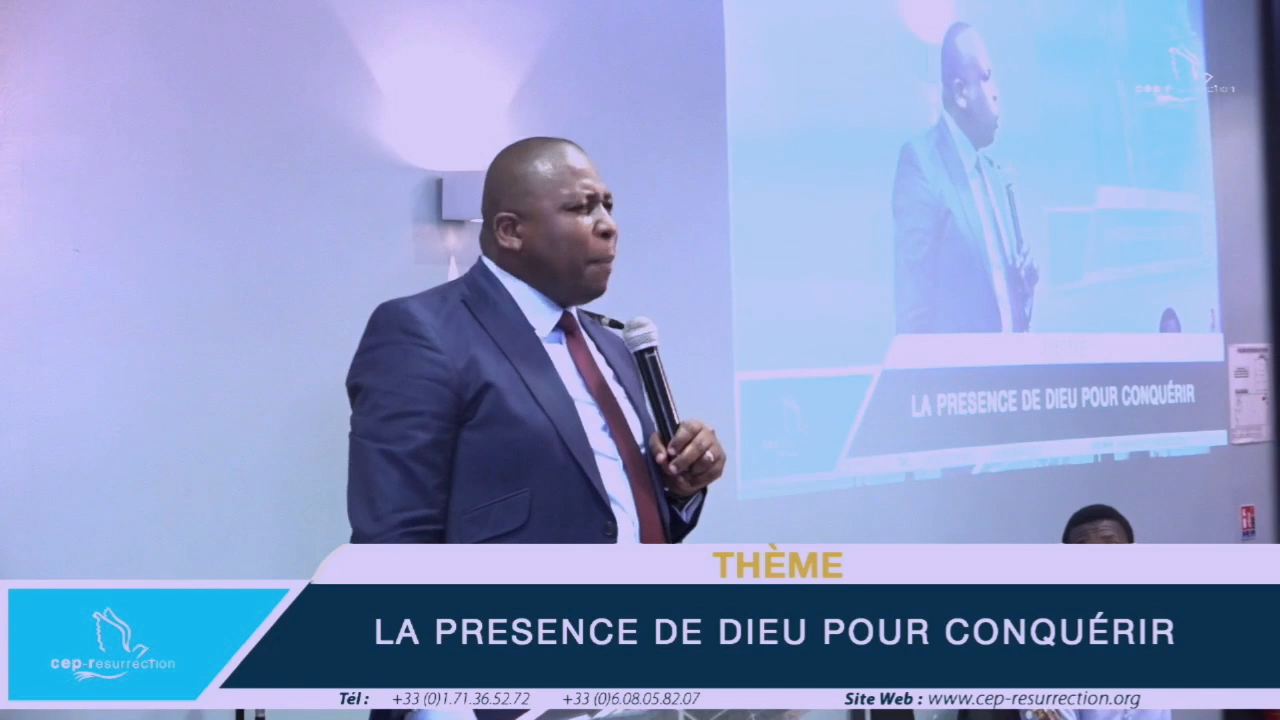 LA PRESENCE DE DIEU POUR CONQUÉRIR
THÈME
LA PRESENCE DE DIEU POUR CONQUÉRIR
cep-Resurrection
Tél : +33 (0)1.71.36.52.72 +33 (0)6.08.05.82.07 Site Web : www.cep-resurrection.org